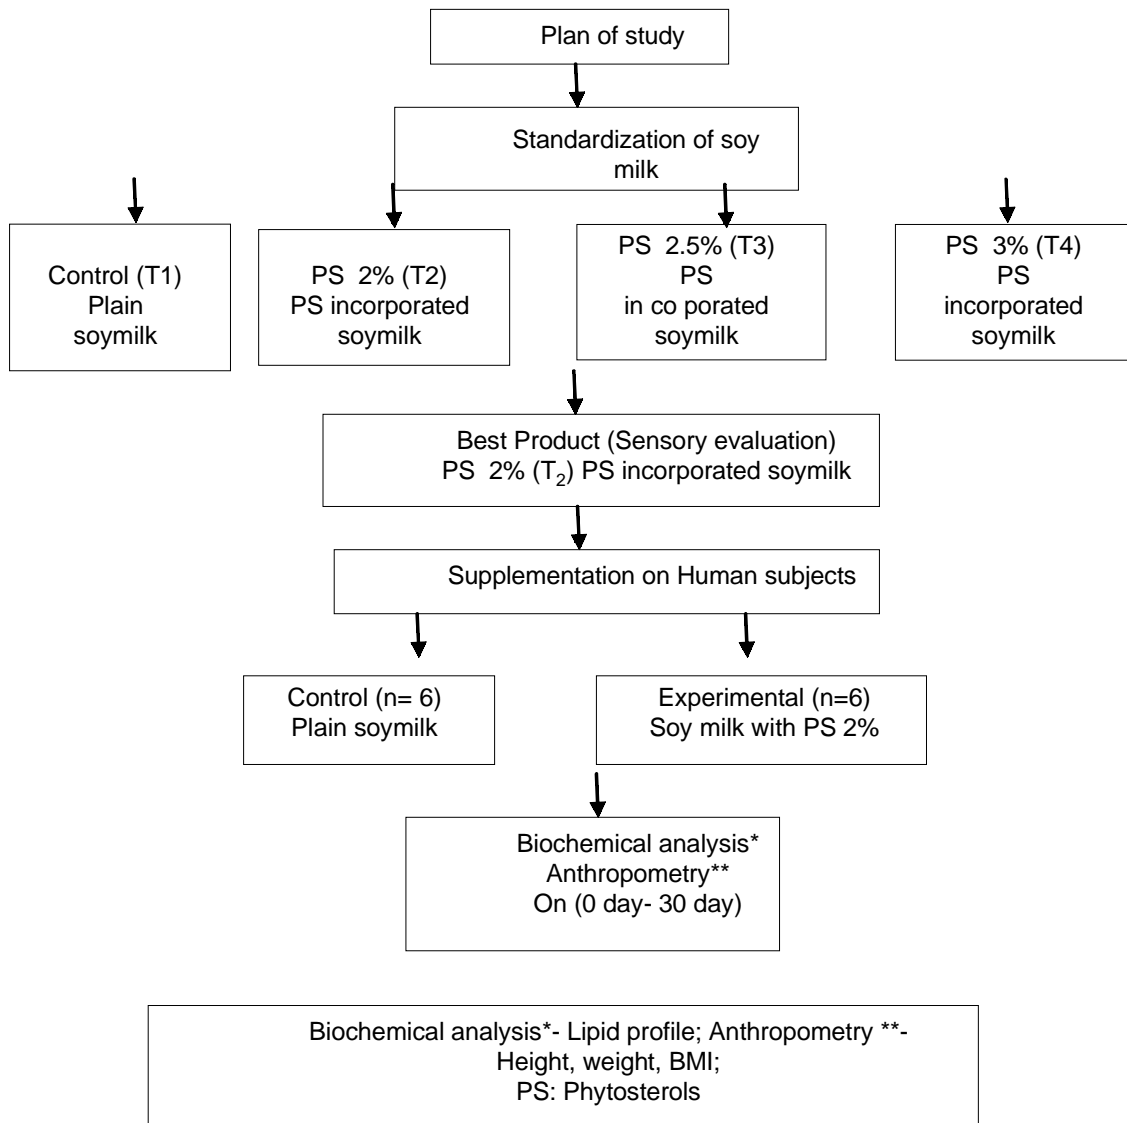 Plan of study
Standardization of soy
milk
Control (T1)
Plain
soymilk
PS 2% (T2)
PS incorporated
soymilk
PS 2.5% (T3)
PS
in co porated
soymilk
PS 3% (T4)
PS
incorporated
soymilk
Best Product (Sensory evaluation)
PS 2% (T₂) PS incorporated soymilk
Supplementation on Human subjects
Control (n= 6)
Plain soymilk
Experimental (n=6)
Soy milk with PS 2%
Biochemical analysis*
Anthropometry**
On (0 day- 30 day)
Biochemical analysis*- Lipid profile; Anthropometry **-
Height, weight, BMI;
PS: Phytosterols